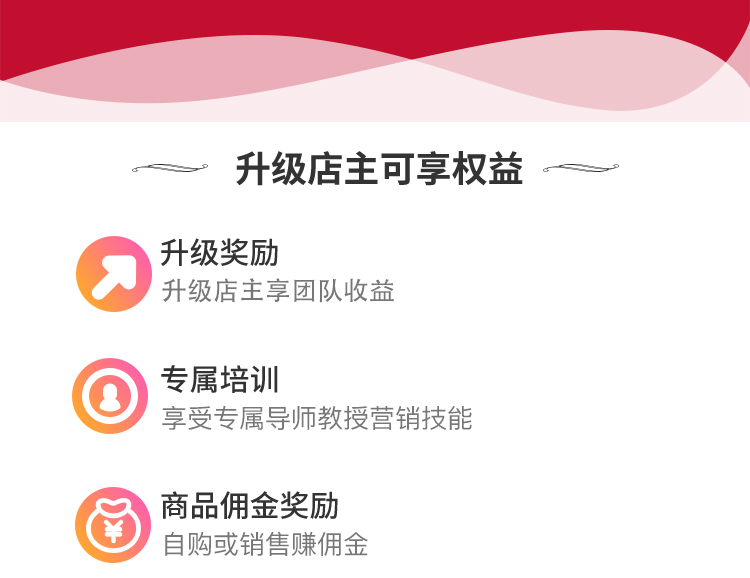 升级店主可享权益
升级奖励
升级店主享团队收益
专属培训
享受专属导师教授营销技能
商品佣金奖励
自购或销售赚佣金